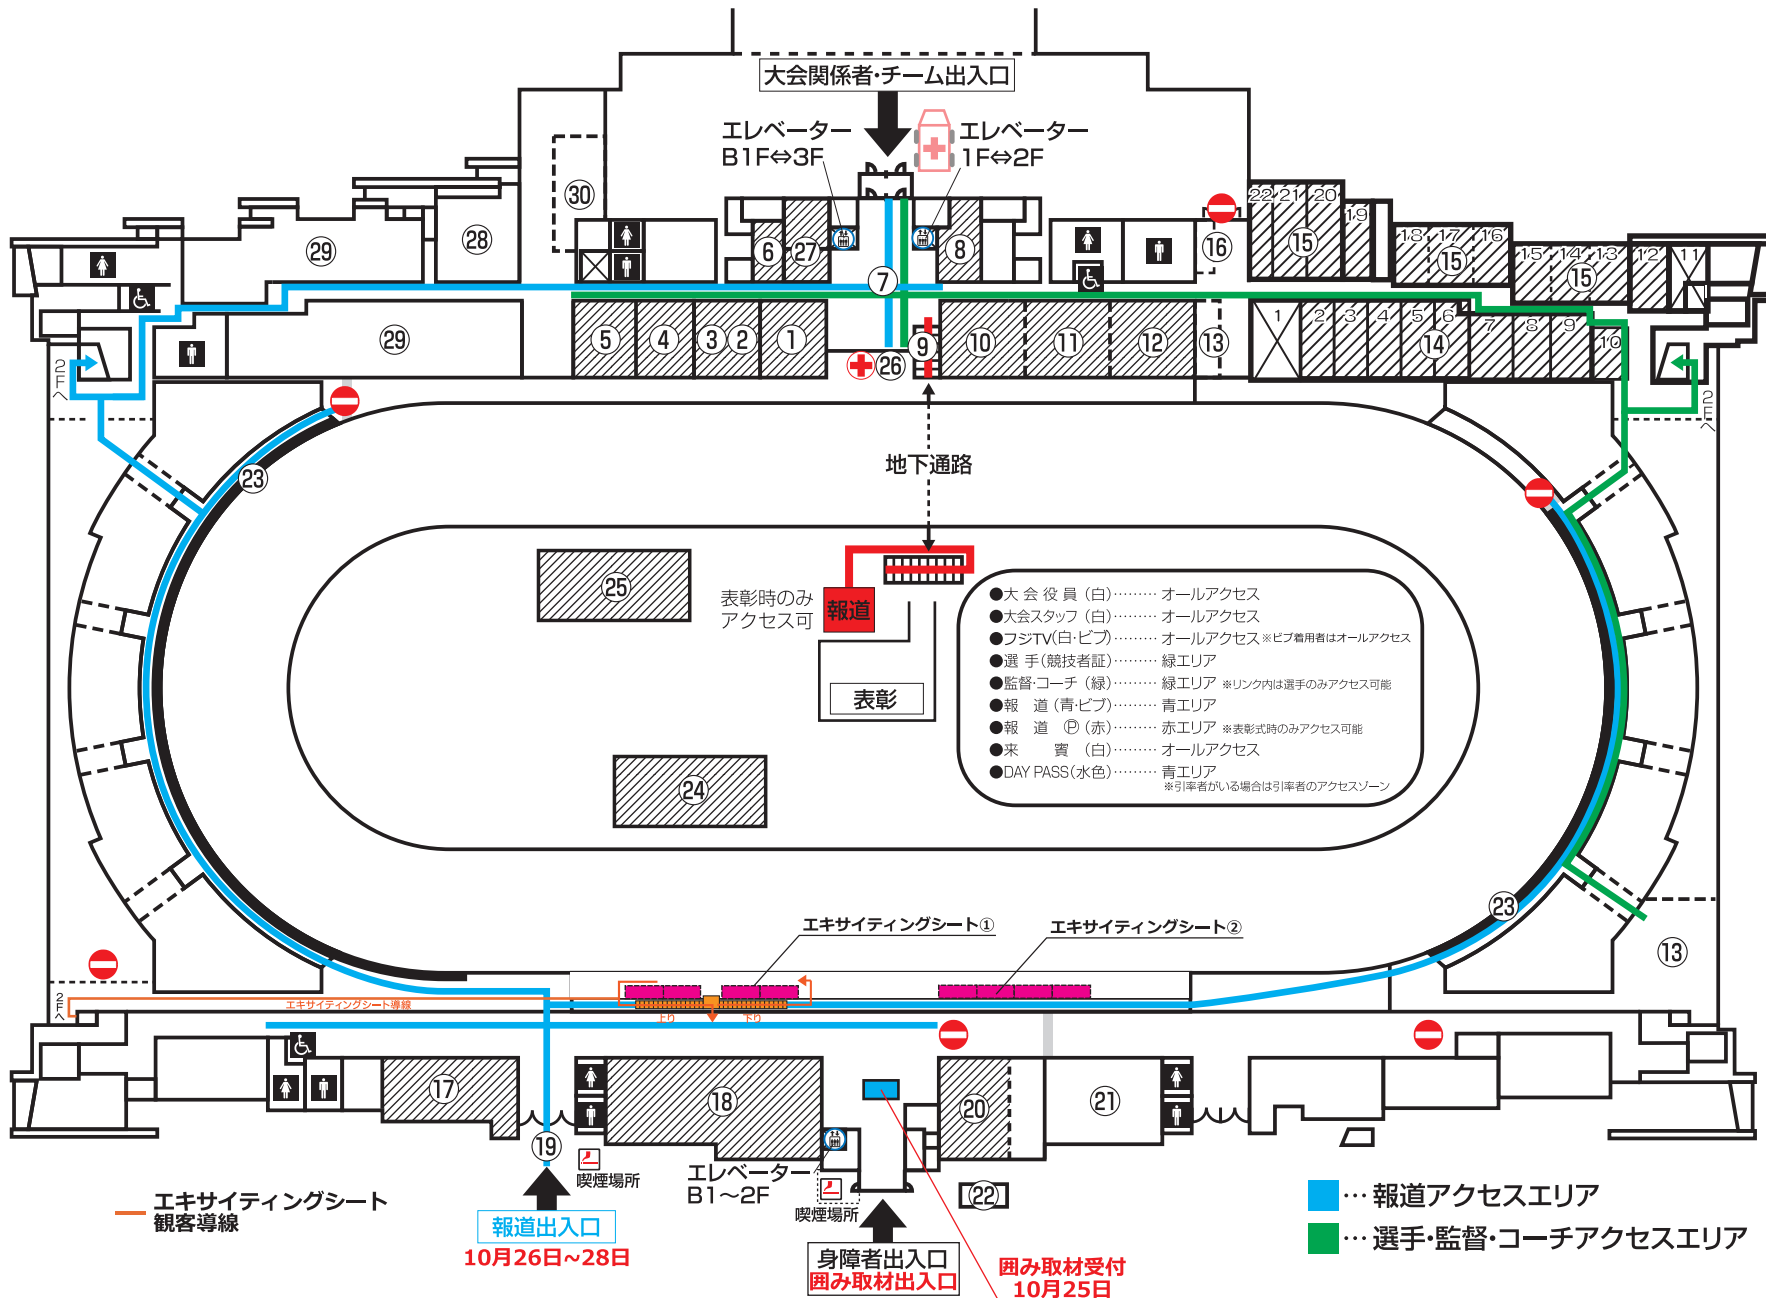 大会関係者・チーム出入口
エレベーター
B1F⇔3F
エレベーター
1F⇔2F
30
29
28
6
27
7
8
16
22
21
20
19
15
18
17
16
15
15
14
13
15
12
11
29
5
4
3
2
1
26
9
10
11
12
13
1
2
3
4
5
6
7
8
9
10
14
2Fへ
2Fへ
地下通路
23
25
表彰時のみ
アクセス可
報道
表彰
24
●大会役員(白)……… オールアクセス
●大会スタッフ(白)……… オールアクセス
●フジTV(白・ビブ)……… オールアクセス ※ビブ着用者はオールアクセス
●選手(競技者証)……… 緑エリア
●監督・コーチ(緑)……… 緑エリア ※リンク内は選手のみアクセス可能
●報道(青・ビブ)……… 青エリア
●報道Ⓟ(赤)……… 赤エリア ※表彰式時のみアクセス可能
●来賓(白)……… オールアクセス
●DAY PASS(水色)……… 青エリア
※引率者がいる場合は引率者のアクセスゾーン
23
13
エキサイティングシート①
エキサイティングシート②
2Fへ
エキサイティングシート導線
上り
下り
17
18
19
20
21
22
喫煙場所
エレベーター
B1～2F
喫煙場所
エキサイティングシート
観客導線
報道出入口
10月26日~28日
身障者出入口
囲み取材出入口
囲み取材受付
10月25日
…報道アクセスエリア
…選手・監督・コーチアクセスエリア